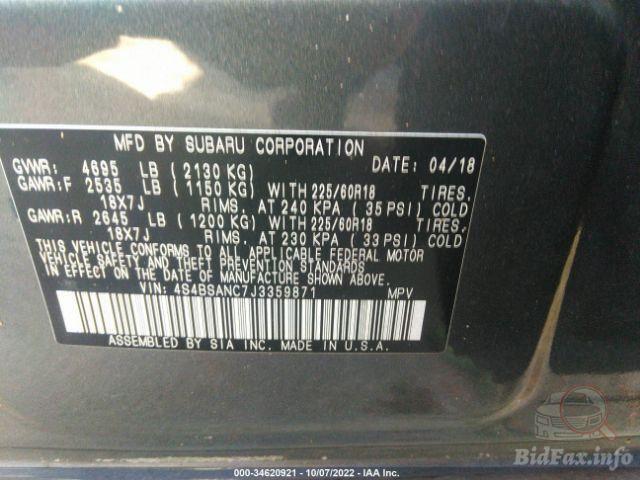 MFD BY SUBARU CORPORATION
GVWR: 4695 LB (2130 KG) DATE: 04/18
GAWR:F 2535 LB (1150 KG) WITH 225/60R18 TIRES,
18X7J RIMS, AT 240 KPA (35 PSI) COLD
GAWR:R 2645 LB (1200 KG) WITH 225/60R18 TIRES,
18X7J RIMS, AT 230 KPA (33 PSI) COLD
THIS VEHICLE CONFORMS TO ALL APPLICABLE FEDERAL MOTOR
VEHICLE SAFETY AND THEFT PREVENTION STANDARDS
IN EFFECT ON THE DATE OF MANUFACTURE SHOWN ABOVE.
VIN: 4S4BSANC7J3359871 MPV
ASSEMBLED BY SIA INC. MADE IN U.S.A.
BidFax.info
000-34620921 - 10/07/2022 - IAA Inc.